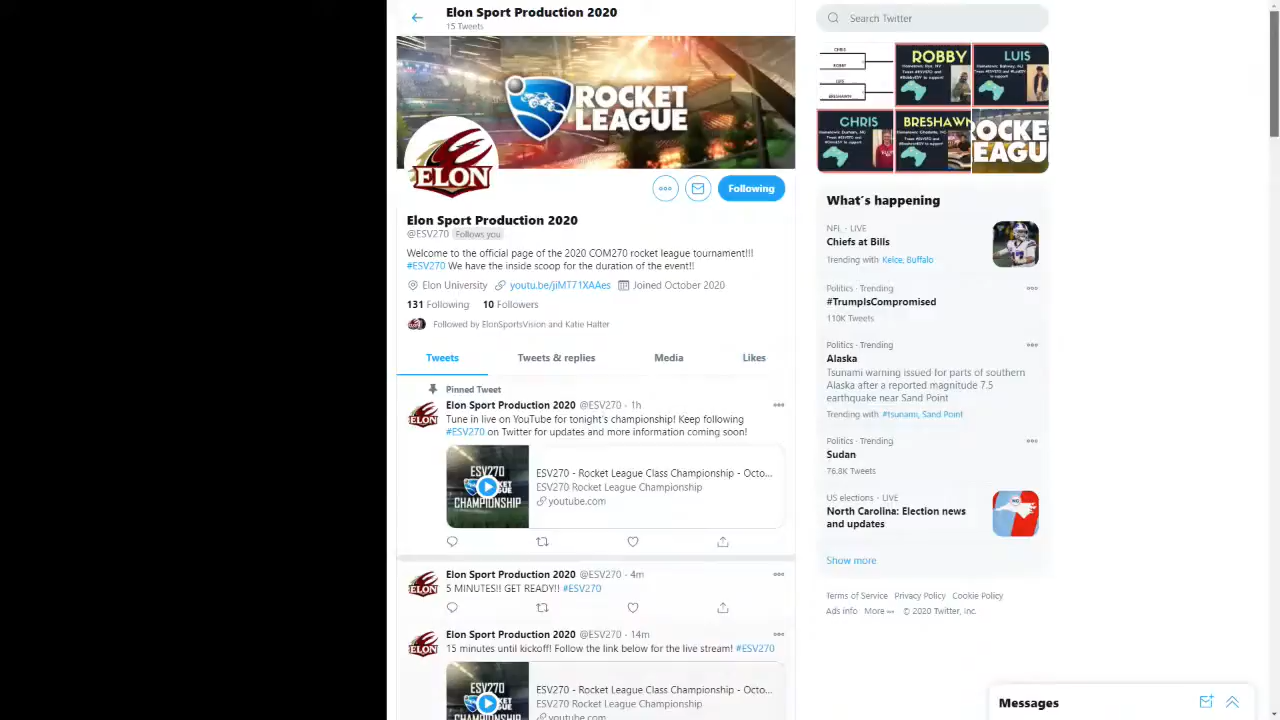 Elon Sport Production 2020
15 Tweets
ROCKET
LEAGUE
ELON
Following
Elon Sport Production 2020
@ESV270 Follows you
Welcome to the official page of the 2020 COM270 rocket league tournament!!!
#ESV270 We have the inside scoop for the duration of the event!!
Elon University youtu.be/jiMT71XAAes Joined October 2020
131 Following 10 Followers
Followed by ElonSportsVision and Katie Halter
Tweets Tweets & replies Media Likes
Pinned Tweet
Elon Sport Production 2020 @ESV270 · 1h
Tune in live on YouTube for tonight's championship! Keep following
#ESV270 on Twitter for updates and more information coming soon!
ESV270
CHAMPIONSHIP
ESV270 - Rocket League Class Championship - Octo...
ESV270 Rocket League Championship
youtube.com
Elon Sport Production 2020 @ESV270 · 4m
5 MINUTES!! GET READY!! #ESV270
Elon Sport Production 2020 @ESV270 · 14m
15 minutes until kickoff! Follow the link below for the live stream! #ESV270
ESV270
ESV270 - Rocket League Class Championship - Octo...
ESV270 Rocket League Championship
youtube.com
Search Twitter
CHRIS
ROBBY
BRESHAWN
ROBBY
LUIS
CHRIS
BRESHAWN
ROCKE
LEAGU
What's happening
NFL · LIVE
Chiefs at Bills
Trending with Kelce, Buffalo
Politics · Trending
#TrumpIsCompromised
110K Tweets
Politics · Trending
Alaska
Tsunami warning issued for parts of southern
Alaska after a reported magnitude 7.5
earthquake near Sand Point
Trending with #tsunami, Sand Point
Politics · Trending
Sudan
76.8K Tweets
US elections · LIVE
North Carolina: Election news
and updates
NC
Show more
Terms of Service Privacy Policy Cookie Policy
Ads info More © 2020 Twitter, Inc.
Messages